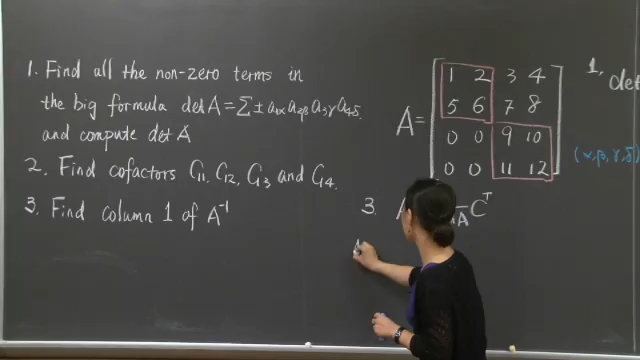 1. Find all the non-zero terms in
the big formula det A = Σ ± a₁α a₂β a₃γ a₄δ,
and compute det A
2. Find cofactors C₁₁, C₁₂, C₁₃ and C₁₄.
3. Find column 1 of A⁻¹
A =
1 2 3 4
5 6 7 8
0 0 9 10
0 0 11 12
1, det
(α,β,γ,δ)
3. A Cᵀ
A